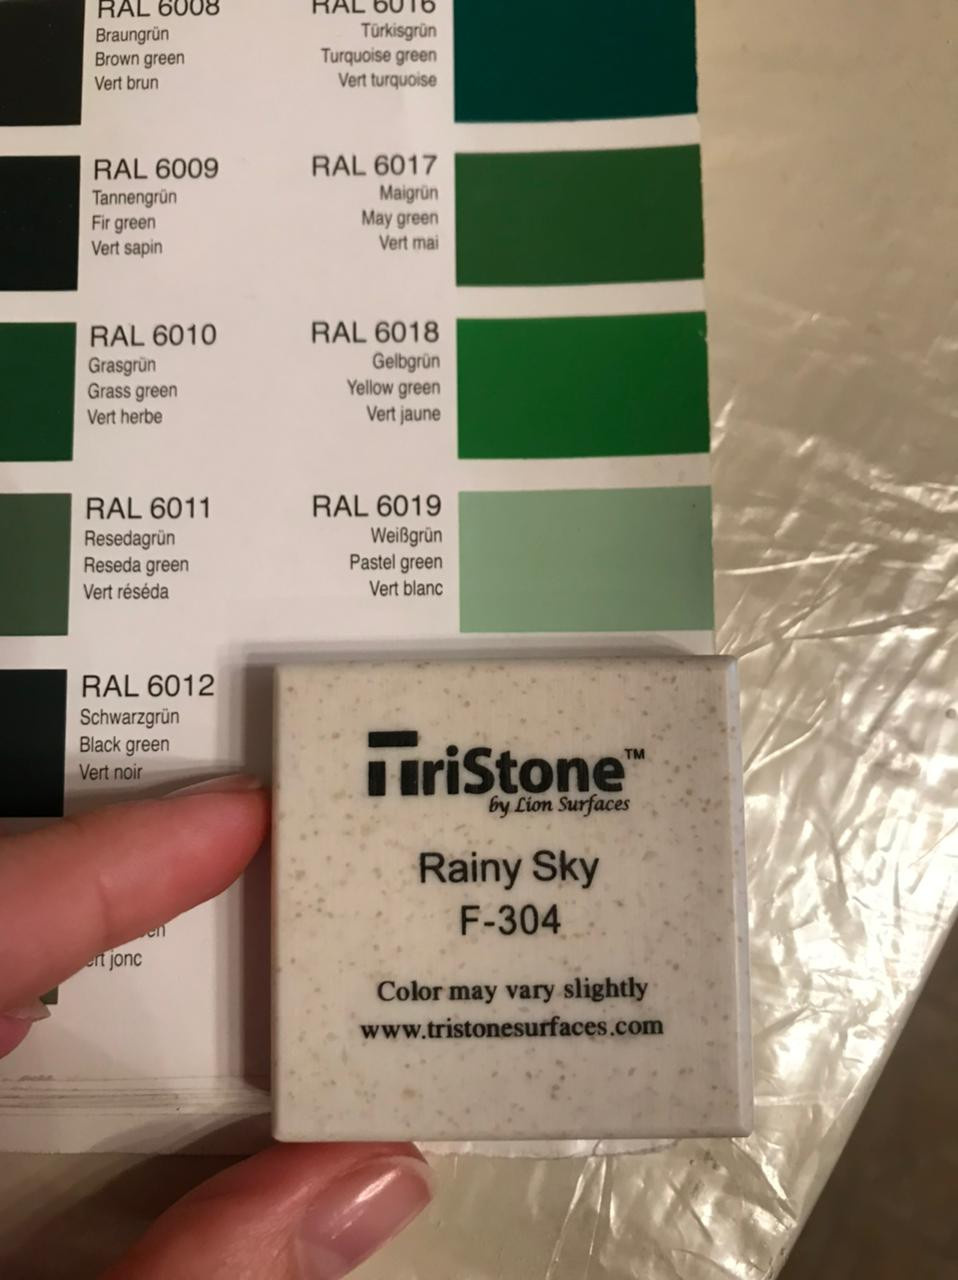 RAL 6008
Braungrün
Brown green
Vert brun
RAL 6009
Tannengrün
Fir green
Vert sapin
RAL 6010
Grasgrün
Grass green
Vert herbe
RAL 6011
Resedagrün
Reseda green
Vert réséda
RAL 6012
Schwarzgrün
Black green
Vert noir
jonc
RAL 6016
Türkisgrün
Turquoise green
Vert turquoise
RAL 6017
Maigrün
May green
Vert mai
RAL 6018
Gelbgrün
Yellow green
Vert jaune
RAL 6019
Weißgrün
Pastel green
Vert blanc
TriStone™
by Lion Surfaces
Rainy Sky
F-304
Color may vary slightly
www.tristonesurfaces.com